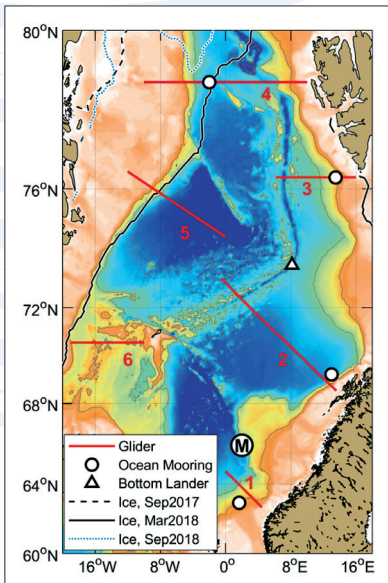 80°N
4
76°N
3
5
72°N
2
6
68°N
M
Glider
Ocean Mooring
Bottom Lander
Ice, Sep2017
Ice, Mar2018
Ice, Sep2018
1
64°N
60°N
16°W 8°W 0° 8°E 16°E